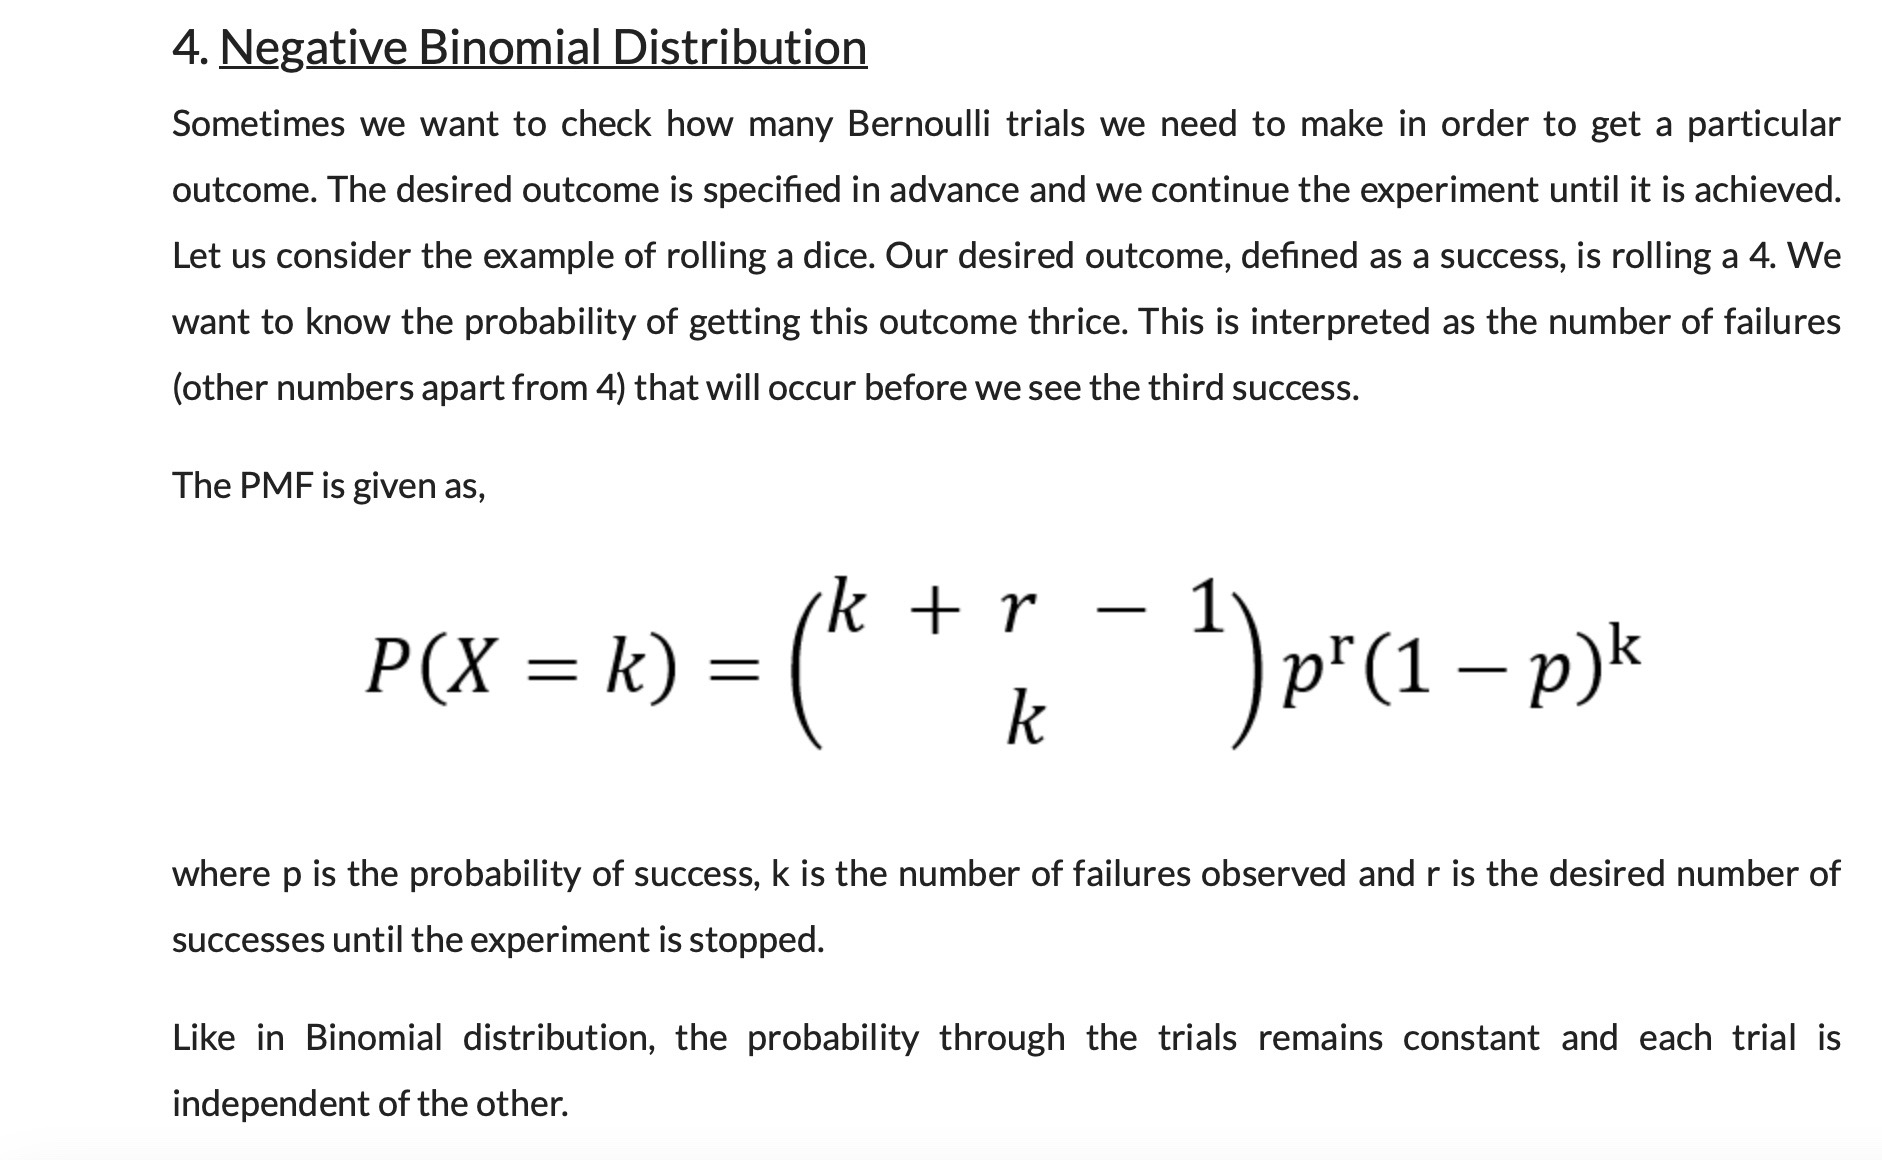 4. Negative Binomial Distribution
Sometimes we want to check how many Bernoulli trials we need to make in order to get a particular
outcome. The desired outcome is specified in advance and we continue the experiment until it is achieved.
Let us consider the example of rolling a dice. Our desired outcome, defined as a success, is rolling a 4. We
want to know the probability of getting this outcome thrice. This is interpreted as the number of failures
(other numbers apart from 4) that will occur before we see the third success.
The PMF is given as,
P(X = k) = \binom{k + r - 1}{k} p^r (1 - p)^k
where p is the probability of success, k is the number of failures observed and r is the desired number of
successes until the experiment is stopped.
Like in Binomial distribution, the probability through the trials remains constant and each trial is
independent of the other.